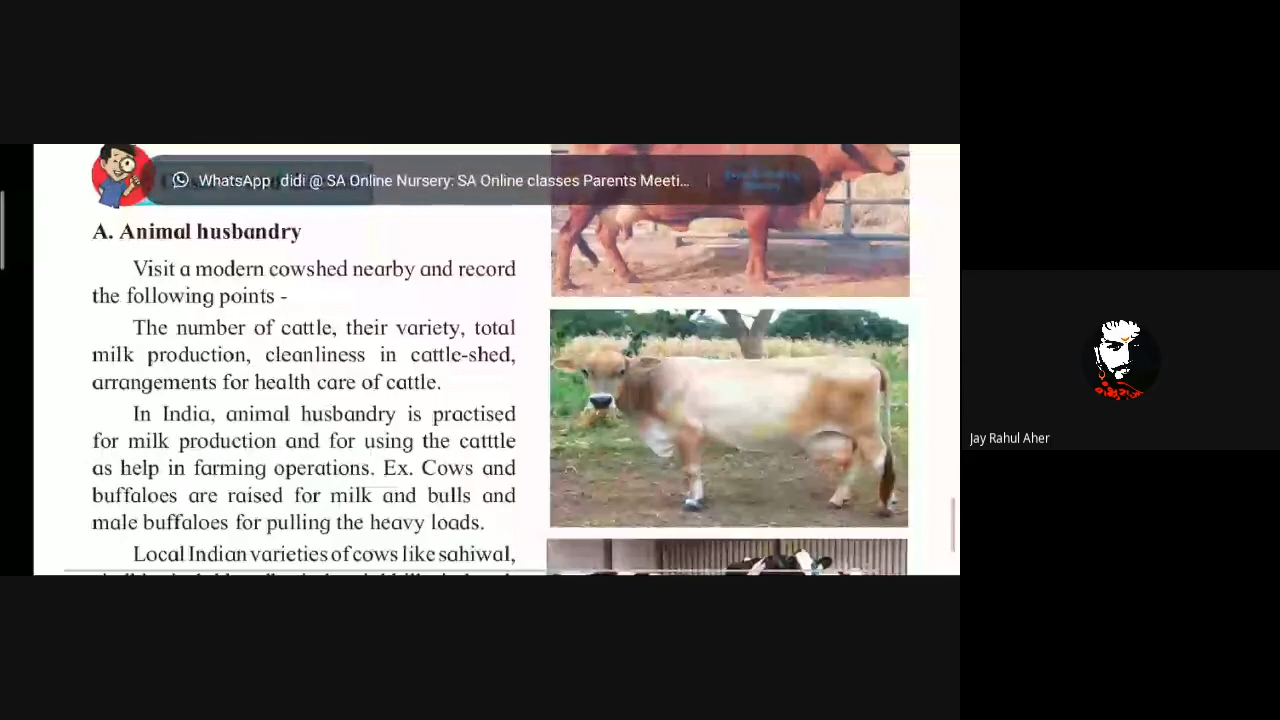 WhatsApp didi @ SA Online Nursery: SA Online classes Parents Meeti...
A. Animal husbandry
Visit a modern cowshed nearby and record
the following points -
The number of cattle, their variety, total
milk production, cleanliness in cattle-shed,
arrangements for health care of cattle.
In India, animal husbandry is practised
for milk production and for using the catttle
as help in farming operations. Ex. Cows and
buffaloes are raised for milk and bulls and
male buffaloes for pulling the heavy loads.
Local Indian varieties of cows like sahiwal,
Jay Rahul Aher